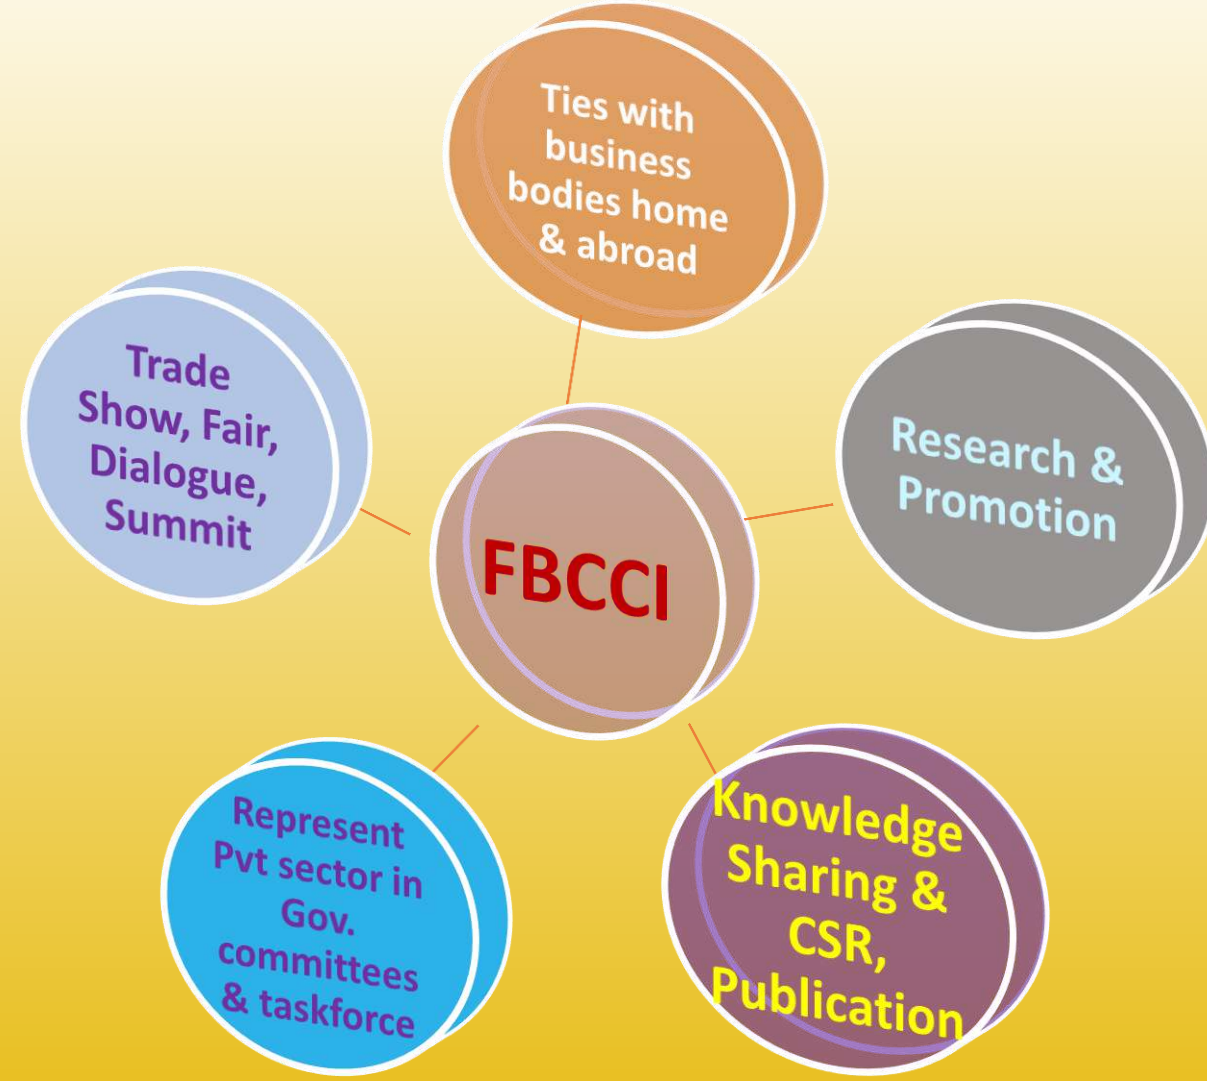 Ties with
business
bodies home
& abroad
Trade
Show, Fair,
Dialogue,
Summit
Research &
Promotion
FBCCI
Represent
Pvt sector in
Gov.
committees
& taskforce
Knowledge
Sharing &
CSR,
Publication